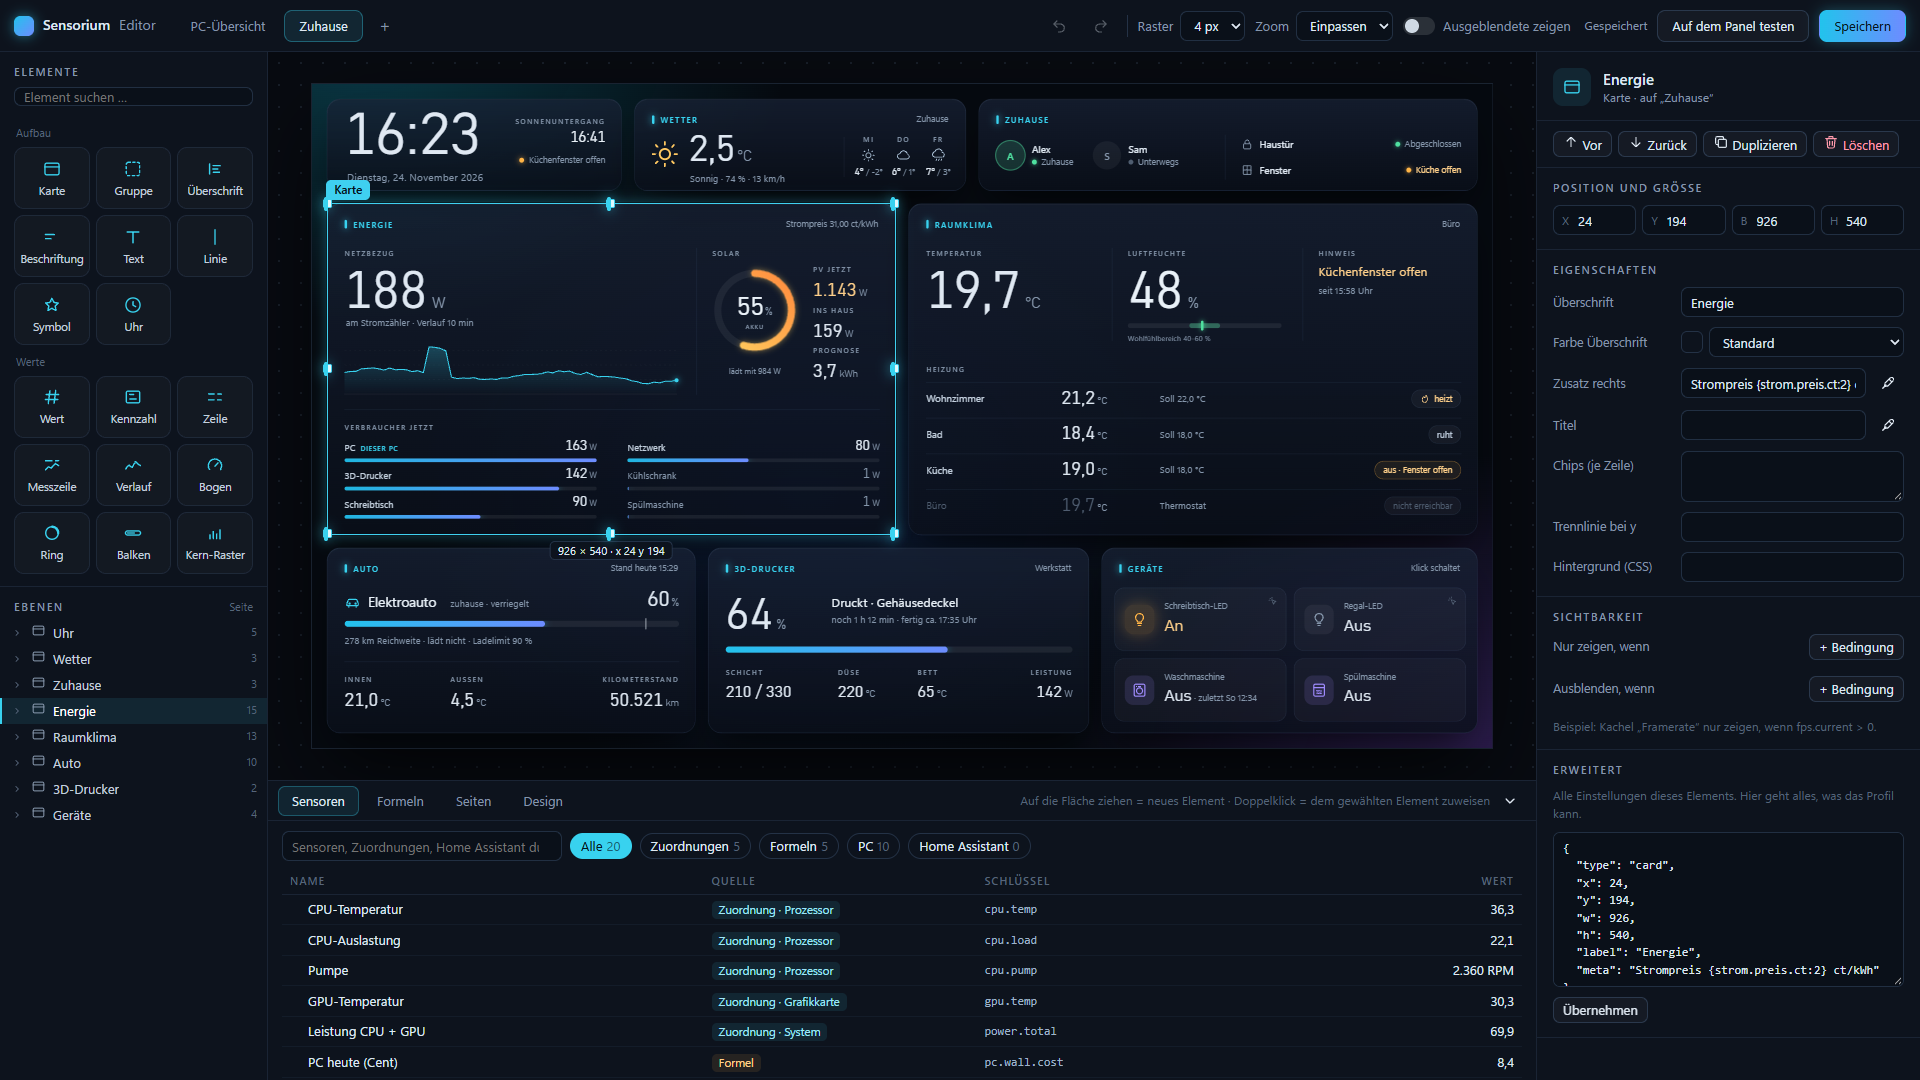 Sensorium Editor
PC-Übersicht
Zuhause
+
Raster
4 px
Zoom
Einpassen
Ausgeblendete zeigen
Gespeichert
Auf dem Panel testen
Speichern
ELEMENTE
Element suchen ...
Aufbau
Karte
Gruppe
Überschrift
Beschriftung
Text
Linie
Symbol
Uhr
Werte
Wert
Kennzahl
Zeile
Messzeile
Verlauf
Bogen
Ring
Balken
Kern-Raster
EBENEN
Seite
Uhr 5
Wetter 3
Zuhause 3
Energie 15
Raumklima 13
Auto 10
3D-Drucker 2
Geräte 4
16:23
SONNENUNTERGANG
16:41
Küchenfenster offen
Dienstag, 24. November 2026
WETTER
Zuhause
2,5 °C
Sonnig · 74 % · 13 km/h
MI DO FR
4° / -2° 6° / 1° 7° / 3°
ZUHAUSE
A
Alex
Zuhause
S
Sam
Unterwegs
Haustür
Abgeschlossen
Fenster
Küche offen
Karte
ENERGIE
Strompreis 31,00 ct/kWh
NETZBEZUG
188 W
am Stromzähler · Verlauf 10 min
SOLAR
55 %
AKKU
lädt mit 984 W
PV JETZT
1.143 W
INS HAUS
159 W
PROGNOSE
3,7 kWh
VERBRAUCHER JETZT
PC DIESER PC 163 W
3D-Drucker 142 W
Schreibtisch 90 W
Netzwerk 80 W
Kühlschrank 1 W
Spülmaschine 1 W
926 × 540 · x 24 y 194
RAUMKLIMA
Büro
TEMPERATUR
19,7 °C
LUFTFEUCHTE
48 %
Wohlfühlbereich 40-60 %
HINWEIS
Küchenfenster offen
seit 15:58 Uhr
HEIZUNG
Wohnzimmer 21,2 °C Soll 22,0 °C heizt
Bad 18,4 °C Soll 18,0 °C ruht
Küche 19,0 °C Soll 18,0 °C aus · Fenster offen
Büro 19,7 °C Thermostat nicht erreichbar
AUTO
Stand heute 15:29
Elektroauto zuhause · verriegelt 60 %
278 km Reichweite · lädt nicht · Ladelimit 90 %
INNEN
21,0 °C
AUSSEN
4,5 °C
KILOMETERSTAND
50.521 km
3D-DRUCKER
Werkstatt
64 %
Druckt · Gehäusedeckel
noch 1 h 12 min · fertig ca. 17:35 Uhr
SCHICHT
210 / 330
DÜSE
220 °C
BETT
65 °C
LEISTUNG
142 W
GERÄTE
Klick schaltet
Schreibtisch-LED
An
Regal-LED
Aus
Waschmaschine
Aus · zuletzt So 12:34
Spülmaschine
Aus
Sensoren
Formeln
Seiten
Design
Auf die Fläche ziehen = neues Element · Doppelklick = dem gewählten Element zuweisen
Sensoren, Zuordnungen, Home Assistant du
Alle 20
Zuordnungen 5
Formeln 5
PC 10
Home Assistant 0
NAME QUELLE SCHLÜSSEL WERT
CPU-Temperatur Zuordnung · Prozessor cpu.temp 36,3
CPU-Auslastung Zuordnung · Prozessor cpu.load 22,1
Pumpe Zuordnung · Prozessor cpu.pump 2.360 RPM
GPU-Temperatur Zuordnung · Grafikkarte gpu.temp 30,3
Leistung CPU + GPU Zuordnung · System power.total 69,9
PC heute (Cent) Formel pc.wall.cost 8,4
Energie
Karte · auf „Zuhause“
Vor
Zurück
Duplizieren
Löschen
POSITION UND GRÖSSE
X 24
Y 194
B 926
H 540
EIGENSCHAFTEN
Überschrift Energie
Farbe Überschrift Standard
Zusatz rechts Strompreis {strom.preis.ct:2}
Titel
Chips (je Zeile)
Trennlinie bei y
Hintergrund (CSS)
SICHTBARKEIT
Nur zeigen, wenn + Bedingung
Ausblenden, wenn + Bedingung
Beispiel: Kachel „Framerate“ nur zeigen, wenn fps.current > 0.
ERWEITERT
Alle Einstellungen dieses Elements. Hier geht alles, was das Profil
kann.
{
"type": "card",
"x": 24,
"y": 194,
"w": 926,
"h": 540,
"label": "Energie",
"meta": "Strompreis {strom.preis.ct:2} ct/kWh"
Übernehmen